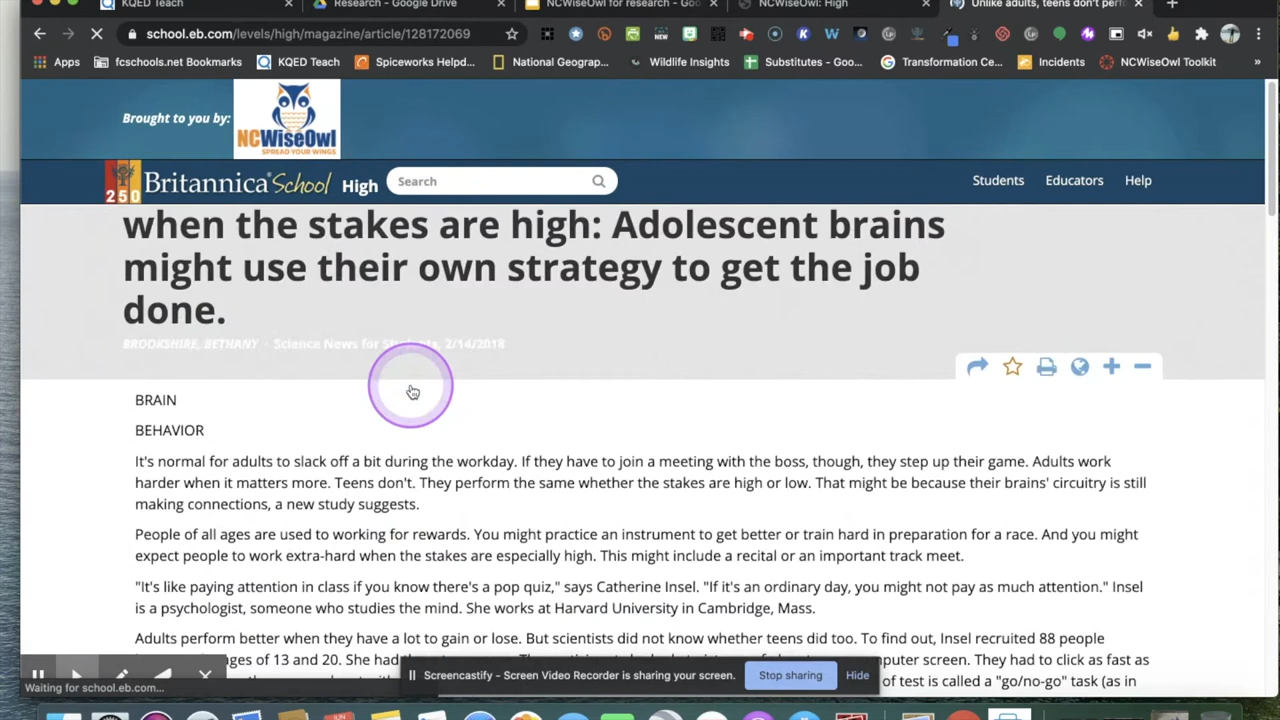 KQED Teach
Research - Google Drive
NCWiseOwl for research - Goo
NCWiseOwl: High
Unlike adults, teens don't perf
school.eb.com/levels/high/magazine/article/128172069
Apps
fcschools.net Bookmarks
KQED Teach
Spiceworks Helpd...
National Geograp...
Wildlife Insights
Substitutes - Goo...
Transformation Ce...
Incidents
NCWiseOwl Toolkit
»
Brought to you by:
NCWiseOwl
SPREAD YOUR WINGS
250
Britannica School High
Search
Students
Educators
Help
when the stakes are high: Adolescent brains
might use their own strategy to get the job
done.
BROOKSHIRE, BETHANY - Science News for Students, 2/14/2018
BRAIN
BEHAVIOR
It's normal for adults to slack off a bit during the workday. If they have to join a meeting with the boss, though, they step up their game. Adults work
harder when it matters more. Teens don't. They perform the same whether the stakes are high or low. That might be because their brains' circuitry is still
making connections, a new study suggests.
People of all ages are used to working for rewards. You might practice an instrument to get better or train hard in preparation for a race. And you might
expect people to work extra-hard when the stakes are especially high. This might include a recital or an important track meet.
"It's like paying attention in class if you know there's a pop quiz," says Catherine Insel. "If it's an ordinary day, you might not pay as much attention." Insel
is a psychologist, someone who studies the mind. She works at Harvard University in Cambridge, Mass.
Adults perform better when they have a lot to gain or lose. But scientists did not know whether teens did too. To find out, Insel recruited 88 people
ages of 13 and 20. She had computer screen. They had to click as fast as
of test is called a "go/no-go" task (as in
Screencastify - Screen Video Recorder is sharing your screen.
Stop sharing
Hide
Waiting for school.eb.com...